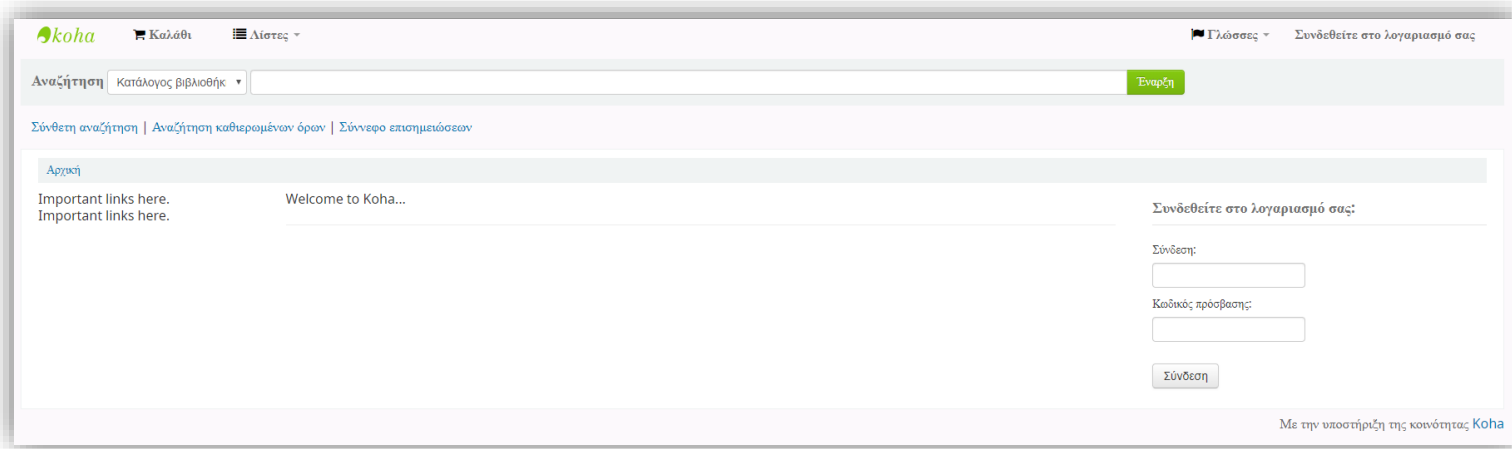 koha Καλάθι Λίστες Γλώσσες Συνδεθείτε στο λογαριασμό σας
Αναζήτηση Κατάλογος βιβλιοθήκ Έναρξη
Σύνθετη αναζήτηση | Αναζήτηση καθιερωμένων όρων | Σύννεφο επισημειώσεων
Αρχική
Important links here.
Important links here.
Welcome to Koha...
Συνδεθείτε στο λογαριασμό σας:
Σύνδεση:
Κωδικός πρόσβασης:
Σύνδεση
Με την υποστήριξη της κοινότητας Koha